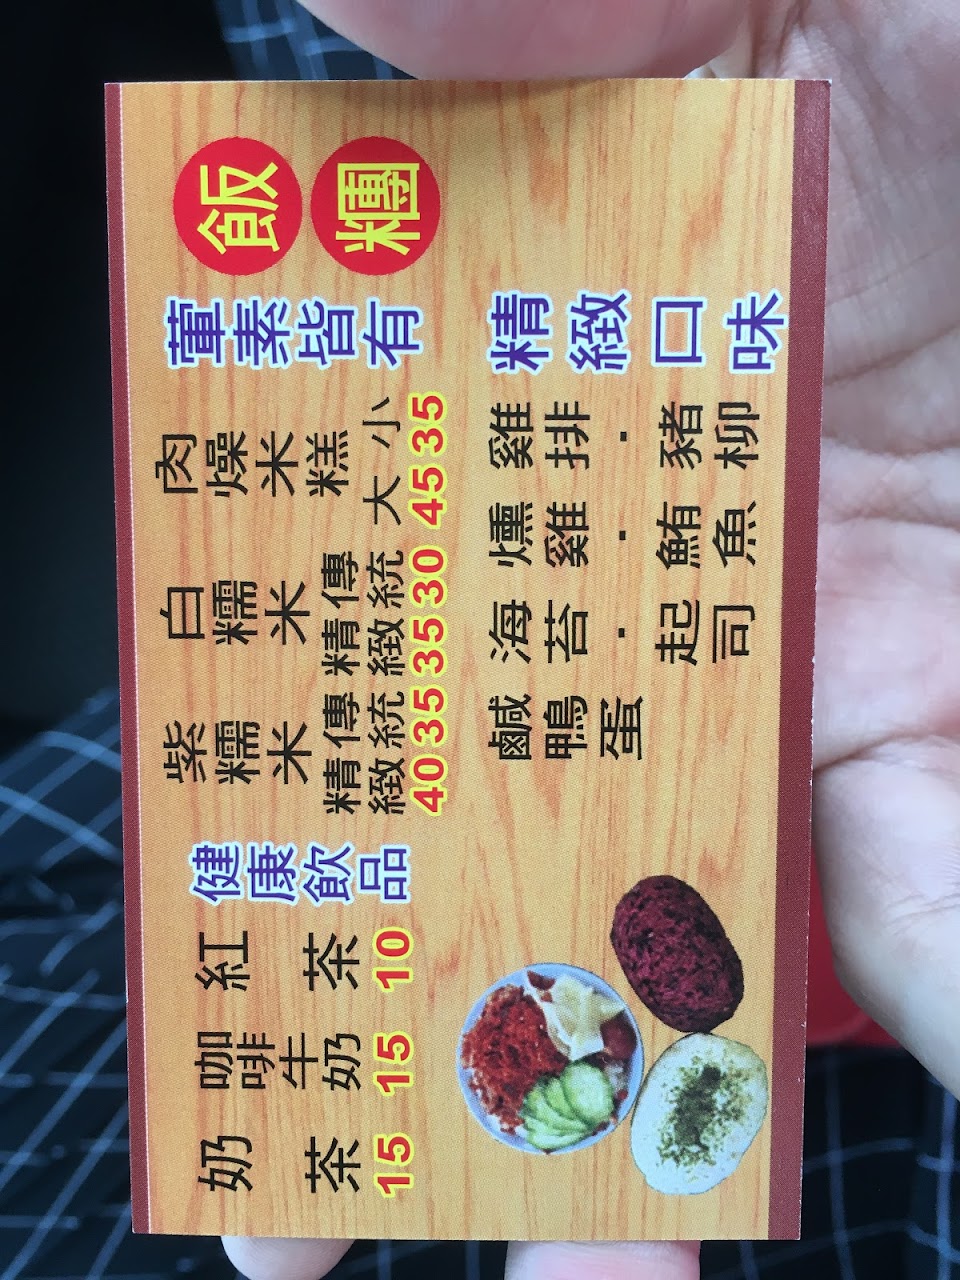 飯糰
葷素皆有
肉燥米糕
大 小
45 35
白糯米
精緻 傳統
35 30
紫糯米
精緻 傳統
40 35
健康飲品
紅茶
10
咖啡牛奶
15
奶茶
15
精緻口味
雞排·豬柳
燻雞·鮪魚
海苔·起司
鹹鴨蛋